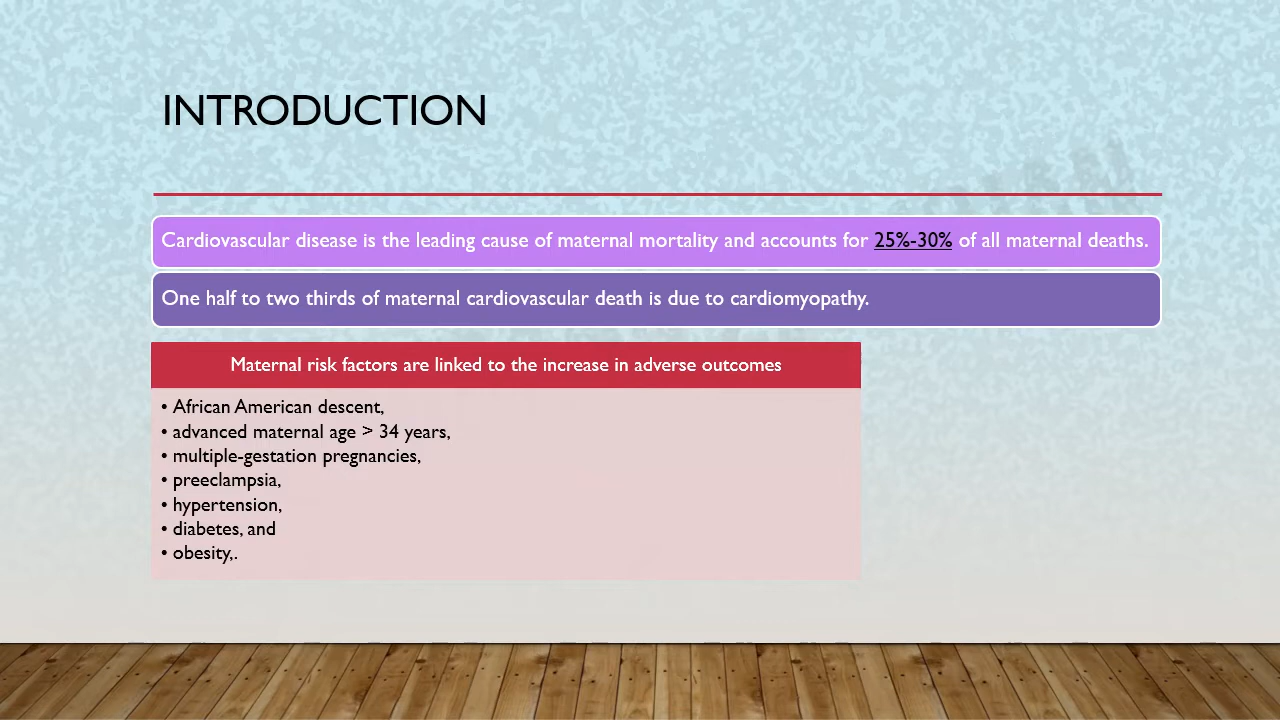 INTRODUCTION
Cardiovascular disease is the leading cause of maternal mortality and accounts for 25%-30% of all maternal deaths.
One half to two thirds of maternal cardiovascular death is due to cardiomyopathy.
Maternal risk factors are linked to the increase in adverse outcomes
• African American descent,
• advanced maternal age > 34 years,
• multiple-gestation pregnancies,
• preeclampsia,
• hypertension,
• diabetes, and
• obesity,.